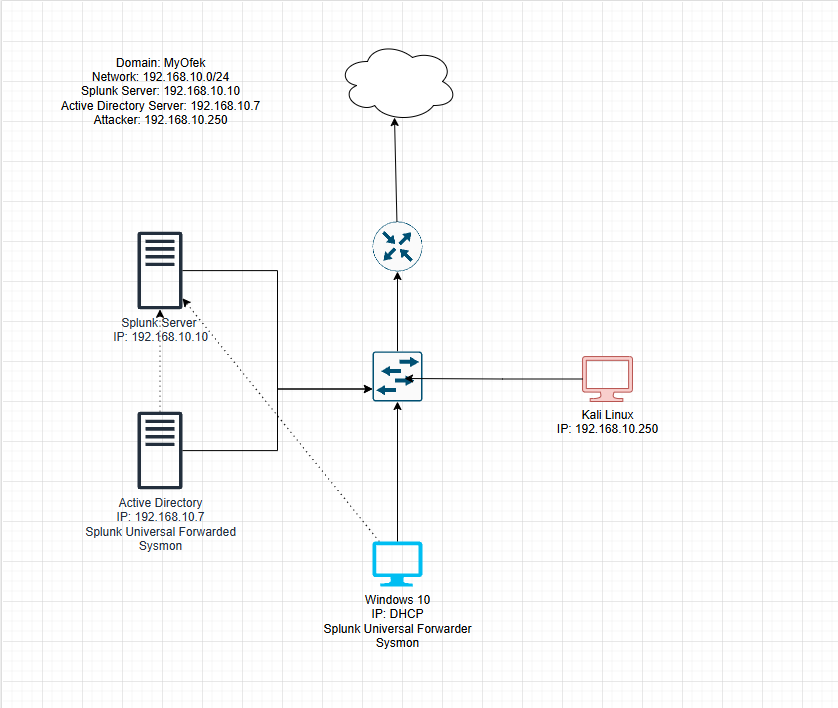 Domain: MyOfek
Network: 192.168.10.0/24
Splunk Server: 192.168.10.10
Active Directory Server: 192.168.10.7
Attacker: 192.168.10.250
Splunk Server
IP: 192.168.10.10
Kali Linux
IP: 192.168.10.250
Active Directory
IP: 192.168.10.7
Splunk Universal Forwarded
Sysmon
Windows 10
IP: DHCP
Splunk Universal Forwarder
Sysmon